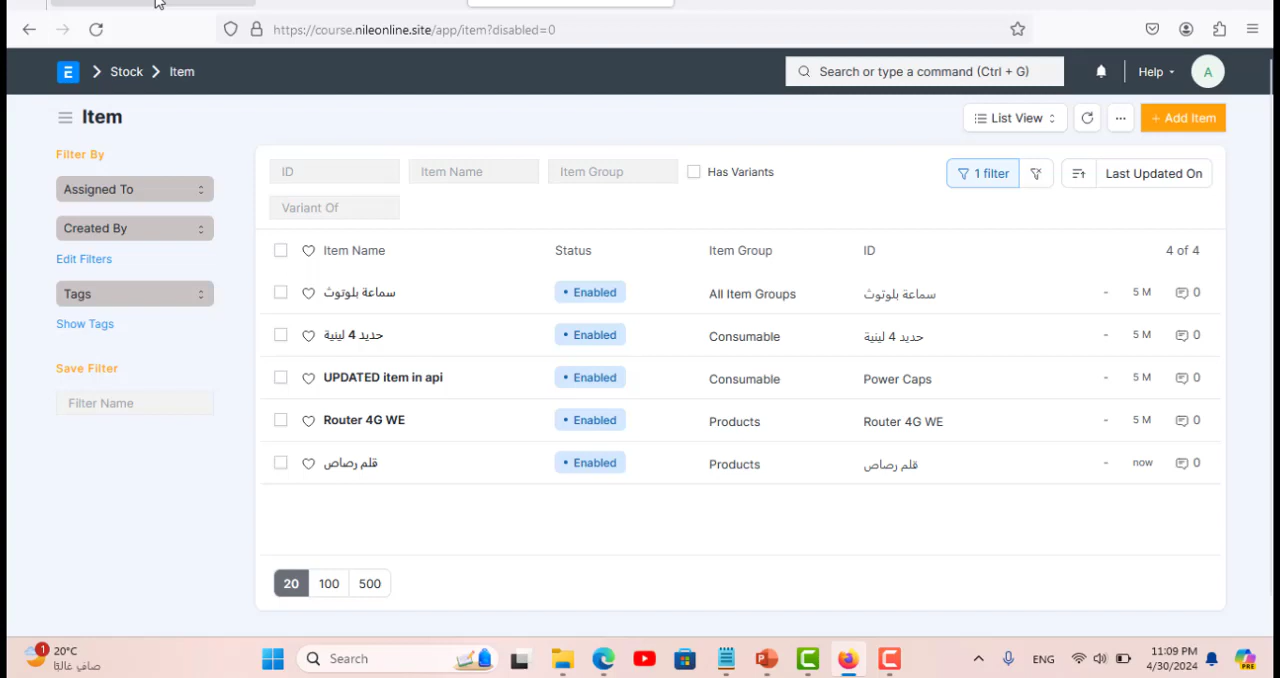 https://course.nileonline.site/app/item?disabled=0
E Stock Item
Search or type a command (Ctrl + G)
Help
A
Item
List View
+ Add Item
Filter By
Assigned To
Created By
Edit Filters
Tags
Show Tags
Save Filter
Filter Name
ID Item Name Item Group Has Variants
Variant Of
1 filter
Last Updated On
Item Name Status Item Group ID 4 of 4
سماعة بلوتوث Enabled All Item Groups سماعة بلوتوث - 5 M 0
حديد 4 لينية Enabled Consumable حديد 4 لينية - 5 M 0
UPDATED item in api Enabled Consumable Power Caps - 5 M 0
Router 4G WE Enabled Products Router 4G WE - 5 M 0
قلم رصاص Enabled Products قلم رصاص - now 0
20 100 500
1
20°C
صافي غالبًا
Search
ENG
11:09 PM
4/30/2024
PRE